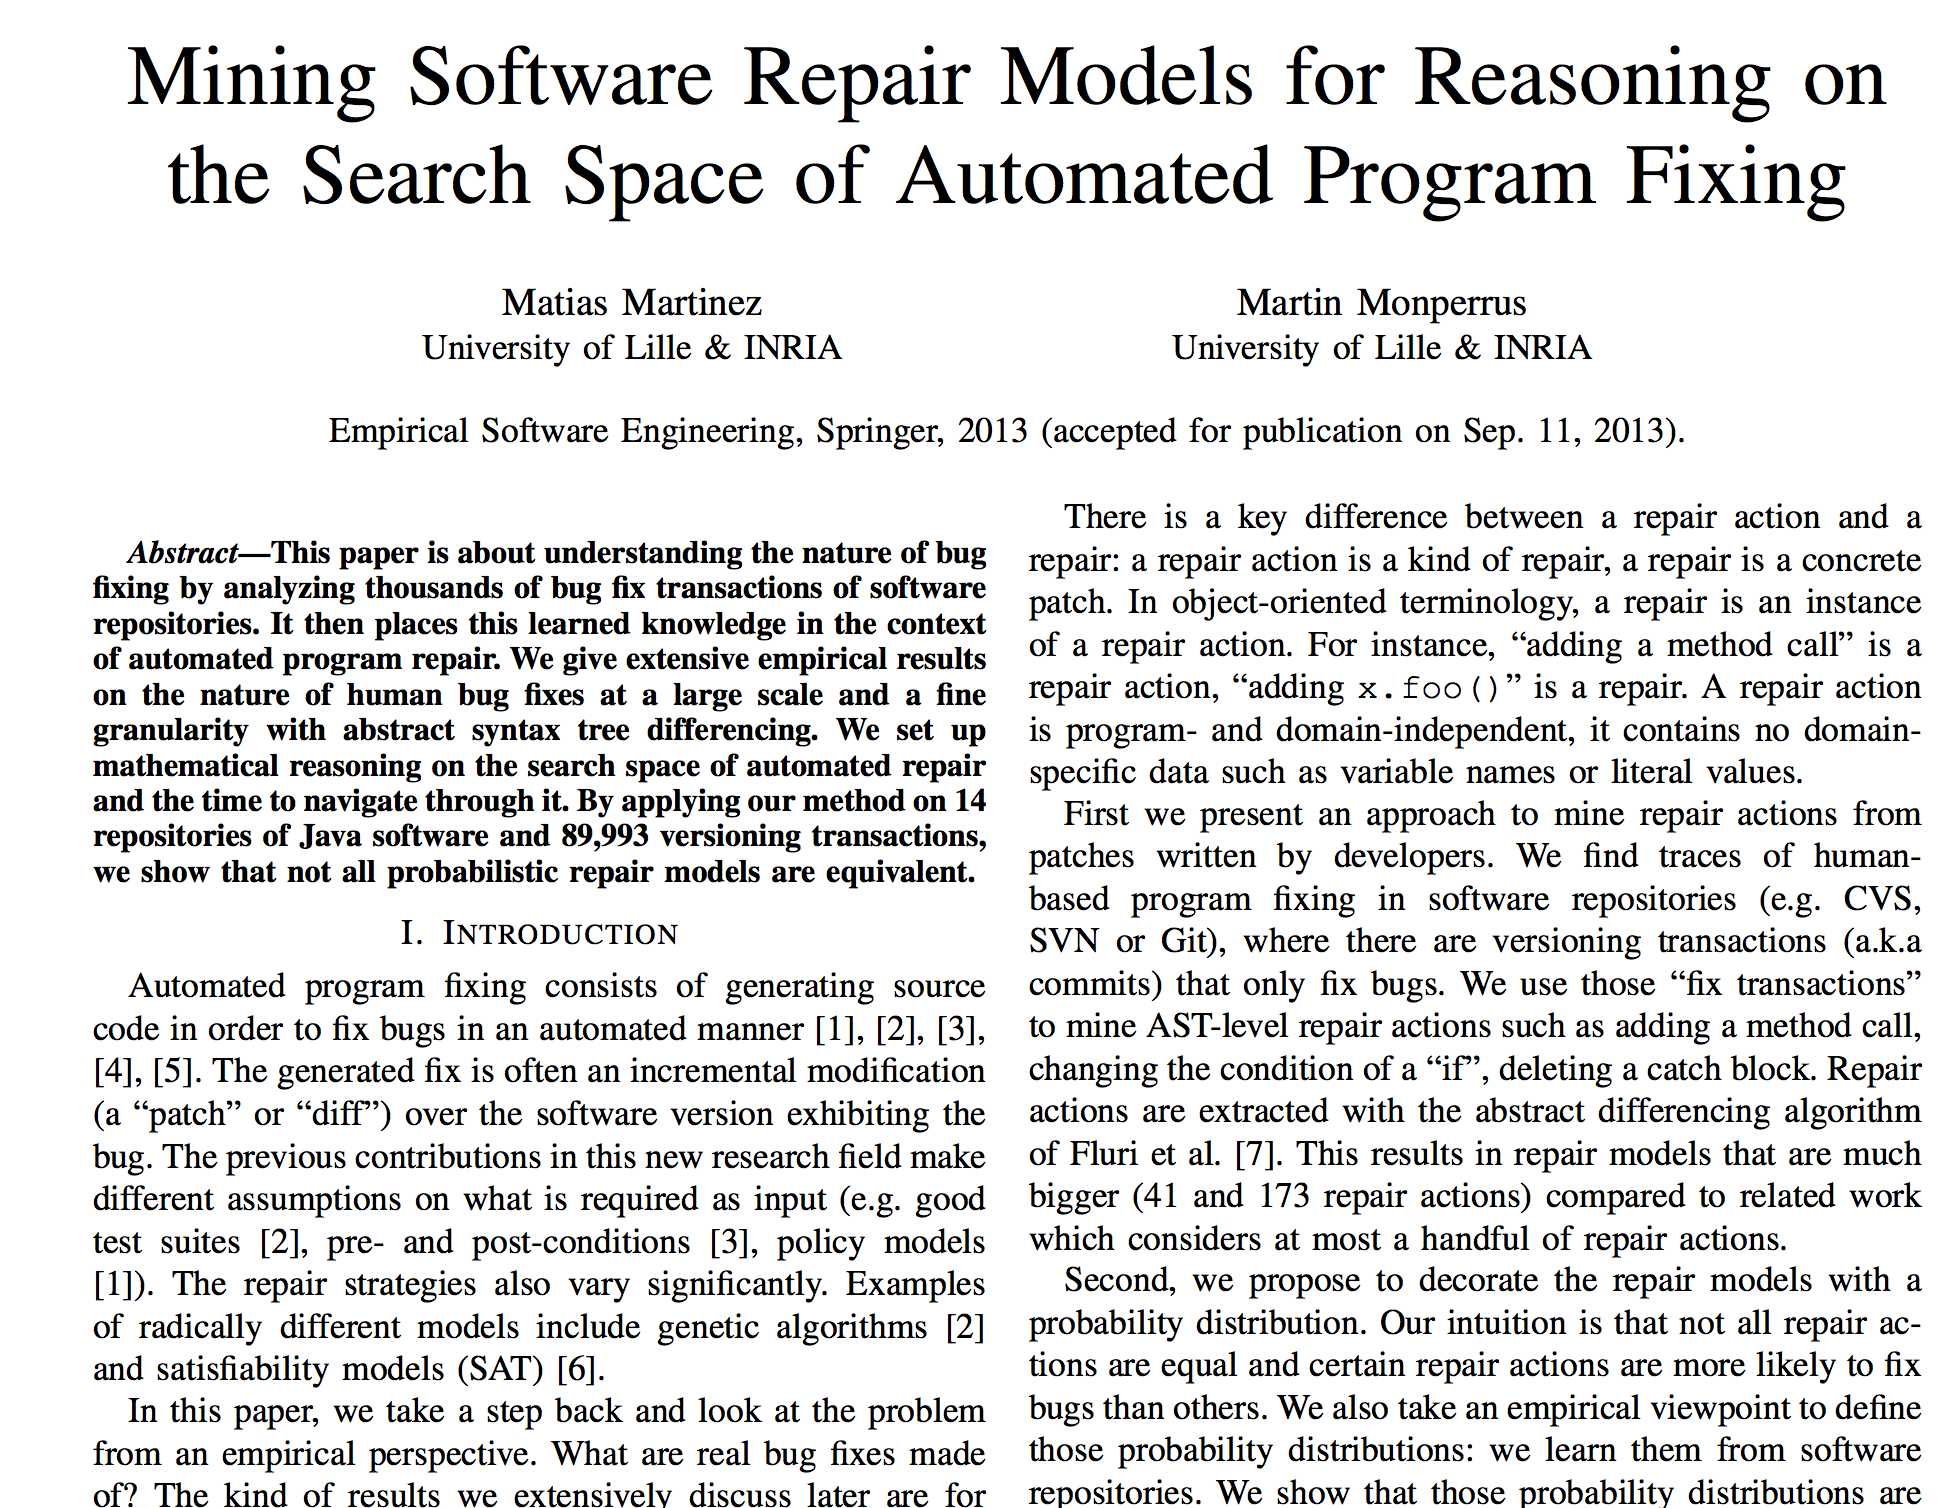 Mining Software Repair Models for Reasoning on
the Search Space of Automated Program Fixing
Matias Martinez
University of Lille & INRIA
Martin Monperrus
University of Lille & INRIA
Empirical Software Engineering, Springer, 2013 (accepted for publication on Sep. 11, 2013).
Abstract—This paper is about understanding the nature of bug
fixing by analyzing thousands of bug fix transactions of software
repositories. It then places this learned knowledge in the context
of automated program repair. We give extensive empirical results
on the nature of human bug fixes at a large scale and a fine
granularity with abstract syntax tree differencing. We set up
mathematical reasoning on the search space of automated repair
and the time to navigate through it. By applying our method on 14
repositories of Java software and 89,993 versioning transactions,
we show that not all probabilistic repair models are equivalent.
I. INTRODUCTION
Automated program fixing consists of generating source
code in order to fix bugs in an automated manner [1], [2], [3],
[4], [5]. The generated fix is often an incremental modification
(a “patch” or “diff”) over the software version exhibiting the
bug. The previous contributions in this new research field make
different assumptions on what is required as input (e.g. good
test suites [2], pre- and post-conditions [3], policy models
[1]). The repair strategies also vary significantly. Examples
of radically different models include genetic algorithms [2]
and satisfiability models (SAT) [6].
In this paper, we take a step back and look at the problem
from an empirical perspective. What are real bug fixes made
of? The kind of results we extensively discuss later are for
There is a key difference between a repair action and a
repair: a repair action is a kind of repair, a repair is a concrete
patch. In object-oriented terminology, a repair is an instance
of a repair action. For instance, “adding a method call” is a
repair action, “adding x.foo()” is a repair. A repair action
is program- and domain-independent, it contains no domain-
specific data such as variable names or literal values.
First we present an approach to mine repair actions from
patches written by developers. We find traces of human-
based program fixing in software repositories (e.g. CVS,
SVN or Git), where there are versioning transactions (a.k.a
commits) that only fix bugs. We use those “fix transactions”
to mine AST-level repair actions such as adding a method call,
changing the condition of a “if”, deleting a catch block. Repair
actions are extracted with the abstract differencing algorithm
of Fluri et al. [7]. This results in repair models that are much
bigger (41 and 173 repair actions) compared to related work
which considers at most a handful of repair actions.
Second, we propose to decorate the repair models with a
probability distribution. Our intuition is that not all repair ac-
tions are equal and certain repair actions are more likely to fix
bugs than others. We also take an empirical viewpoint to define
those probability distributions: we learn them from software
repositories. We show that those probability distributions are